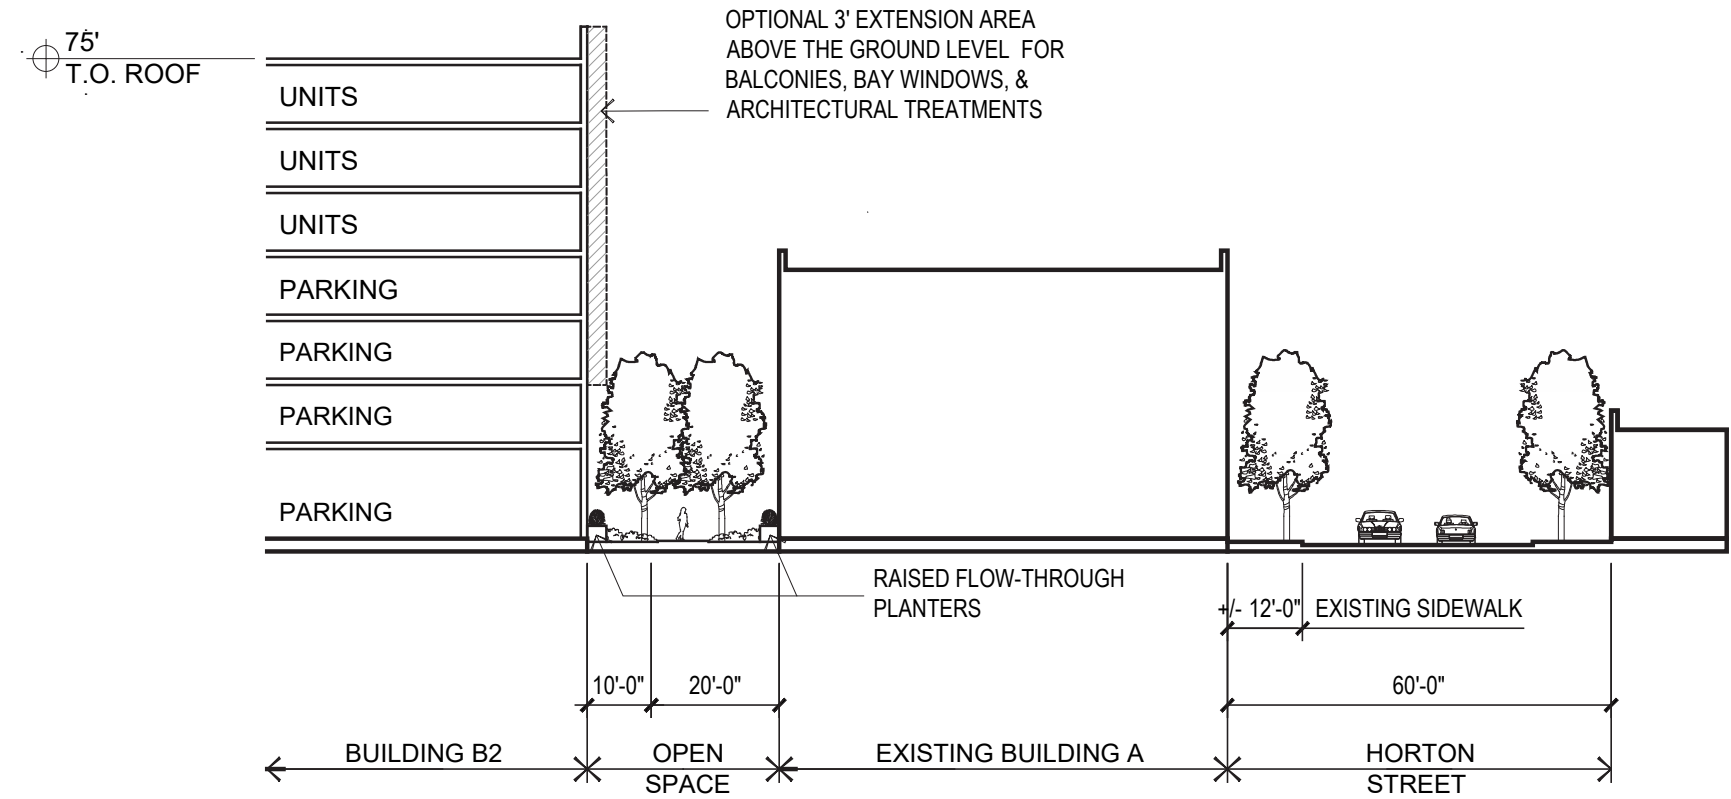 OPTIONAL 3' EXTENSION AREA
ABOVE THE GROUND LEVEL FOR
BALCONIES, BAY WINDOWS, &
ARCHITECTURAL TREATMENTS
75'
T.O. ROOF
UNITS
UNITS
UNITS
PARKING
PARKING
PARKING
PARKING
RAISED FLOW-THROUGH
PLANTERS
+/- 12'-0" EXISTING SIDEWALK
10'-0" 20'-0" 60'-0"
BUILDING B2
OPEN
SPACE
EXISTING BUILDING A
HORTON
STREET